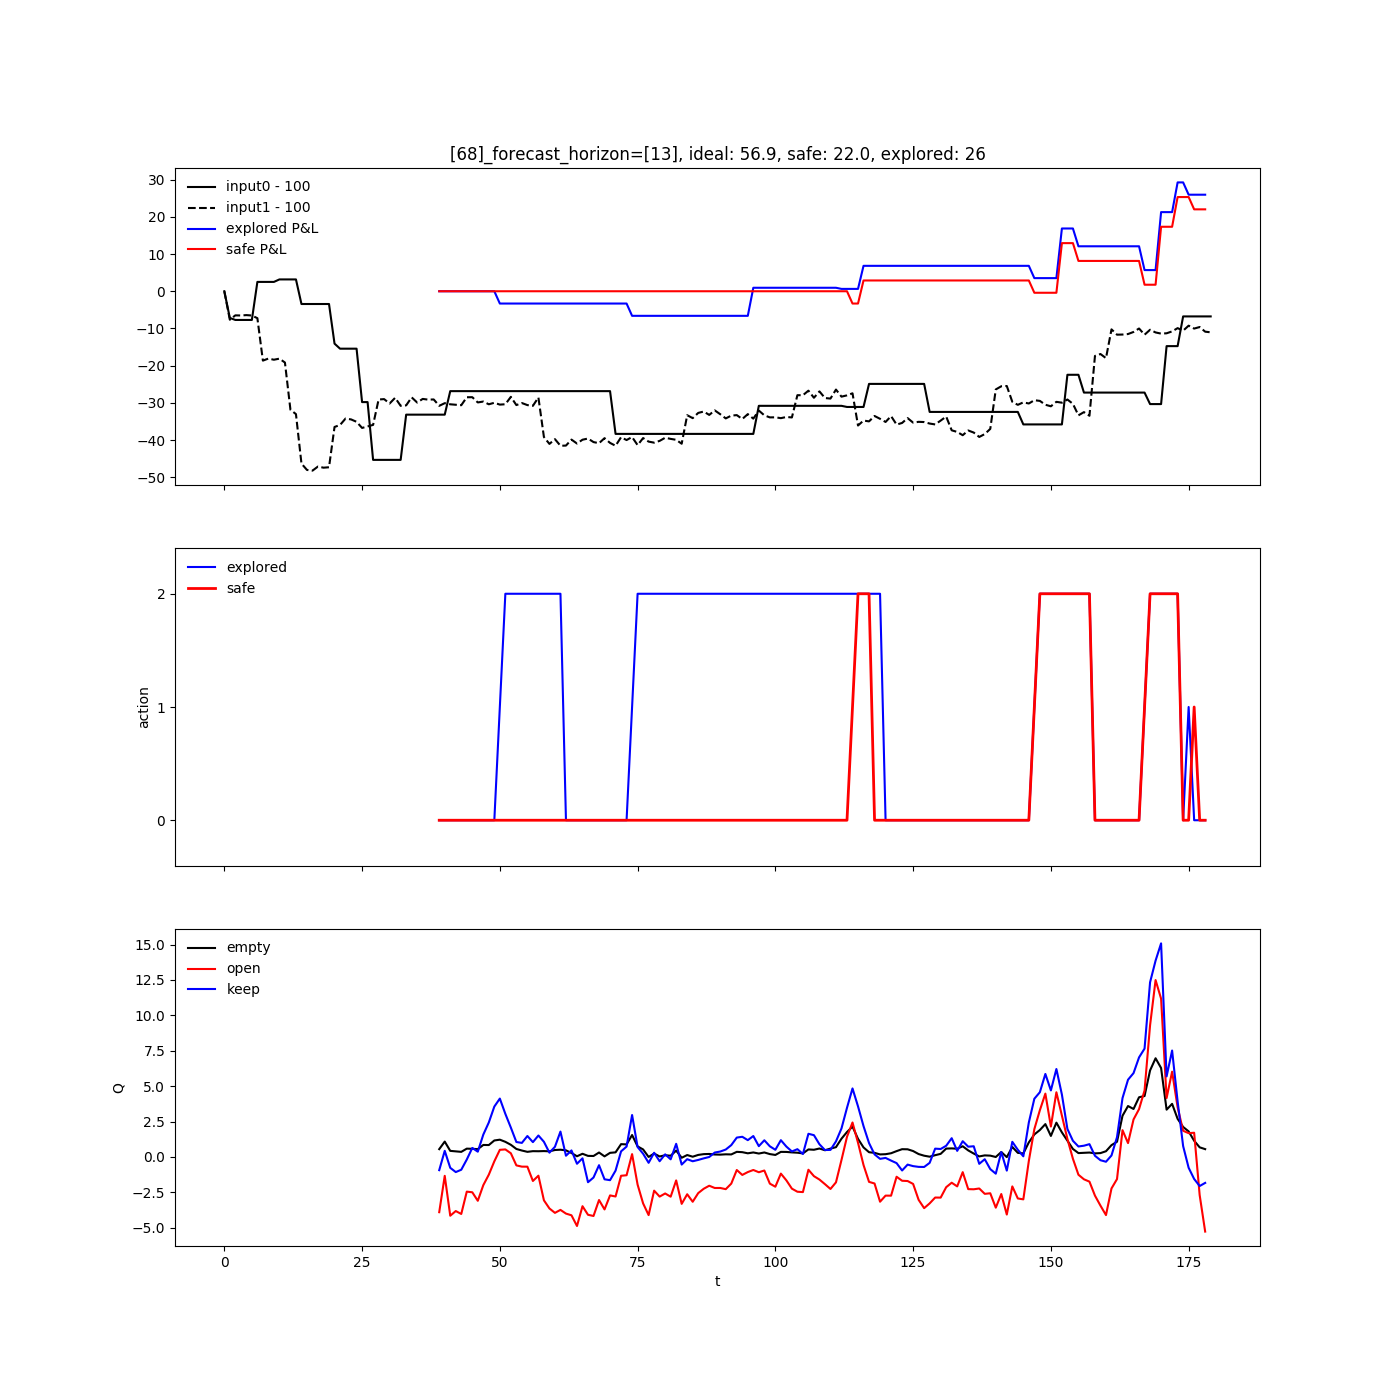 [68]_forecast_horizon=[13], ideal: 56.9, safe: 22.0, explored: 26
30
20
10
0
−10
−20
−30
−40
−50
input0 - 100
input1 - 100
explored P&L
safe P&L
2
1
0
action
explored
safe
15.0
12.5
10.0
7.5
5.0
2.5
0.0
−2.5
−5.0
Q
empty
open
keep
0 25 50 75 100 125 150 175
t